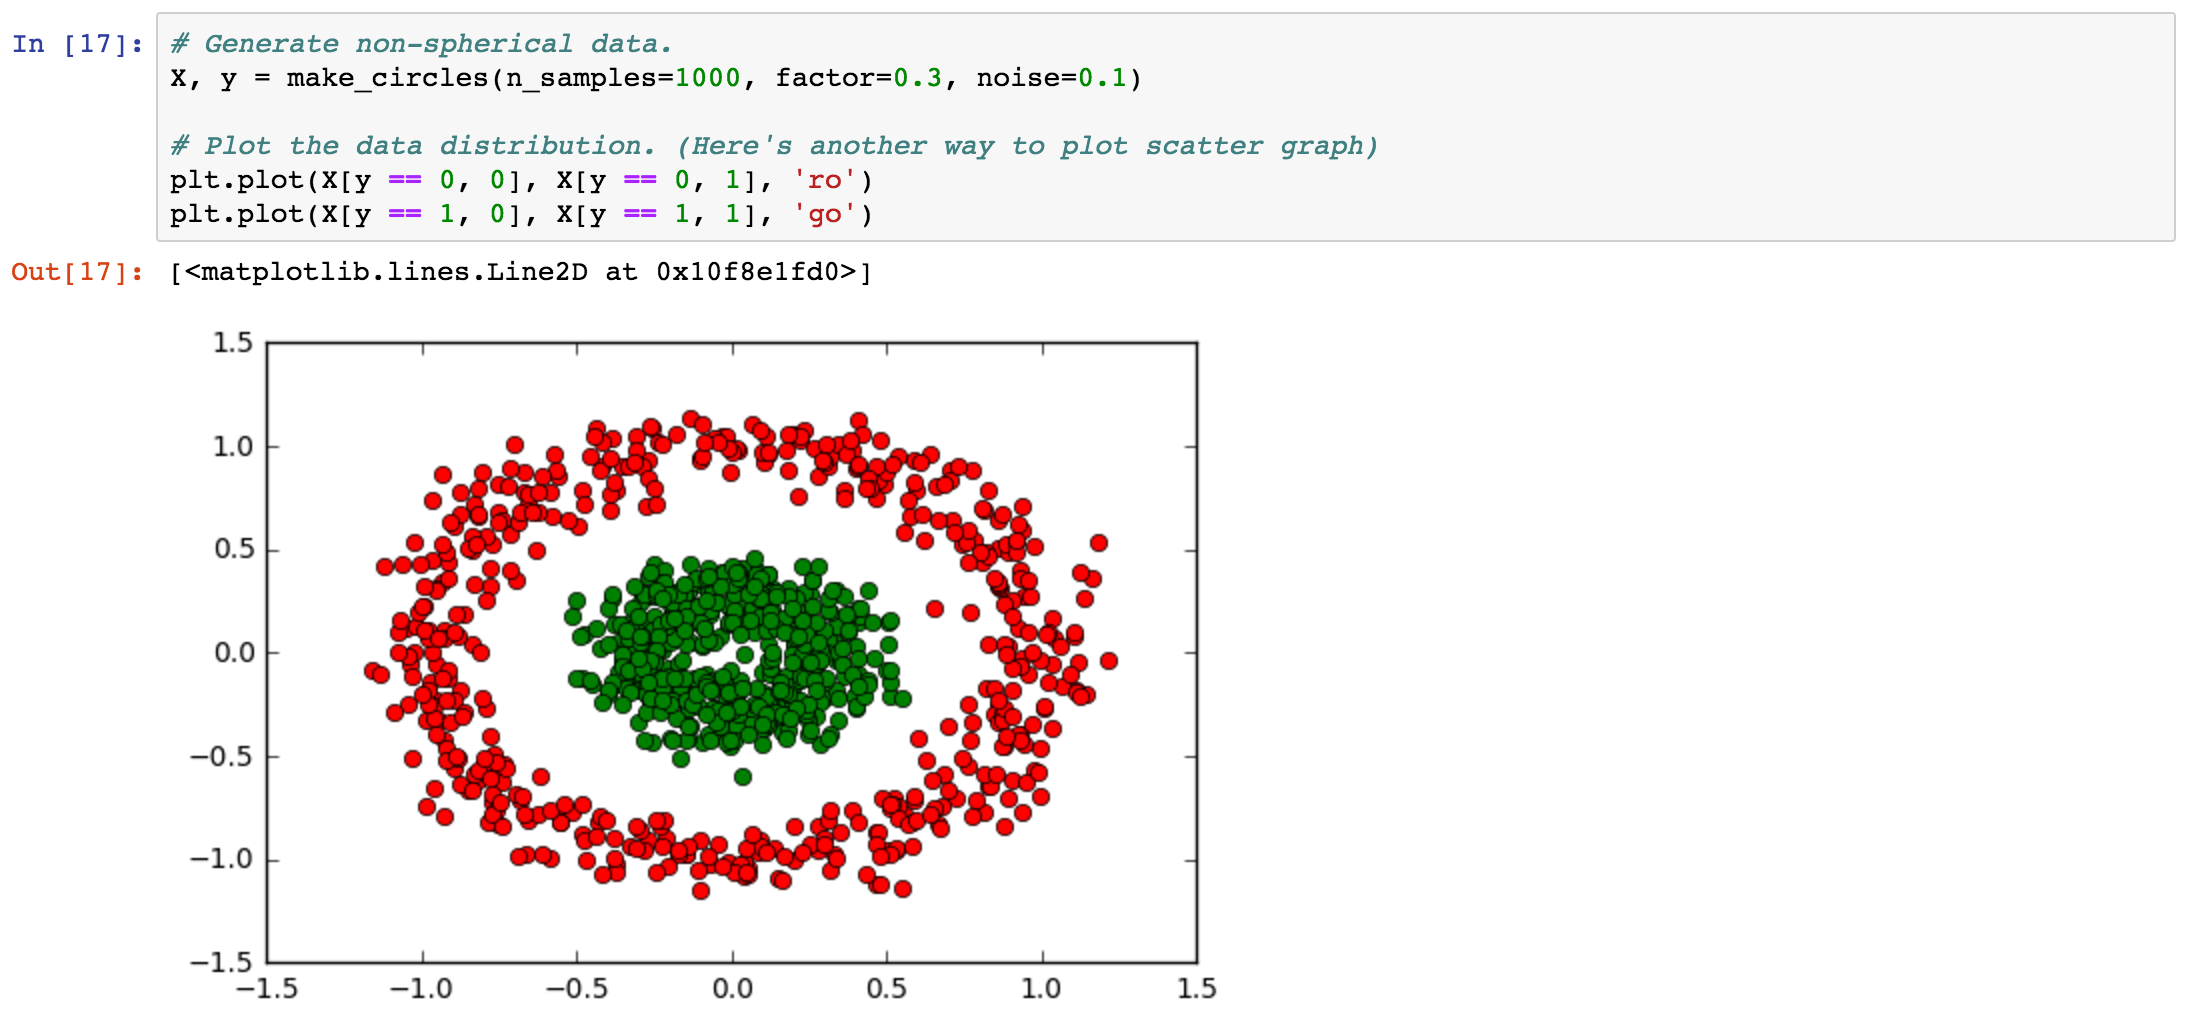 In [17]:
# Generate non-spherical data.
X, y = make_circles(n_samples=1000, factor=0.3, noise=0.1)
# Plot the data distribution. (Here's another way to plot scatter graph)
plt.plot(X[y == 0, 0], X[y == 0, 1], 'ro')
plt.plot(X[y == 1, 0], X[y == 1, 1], 'go')
Out[17]: [<matplotlib.lines.Line2D at 0x10f8e1fd0>]
1.5
1.0
0.5
0.0
−0.5
−1.0
−1.5
−1.5 −1.0 −0.5 0.0 0.5 1.0 1.5